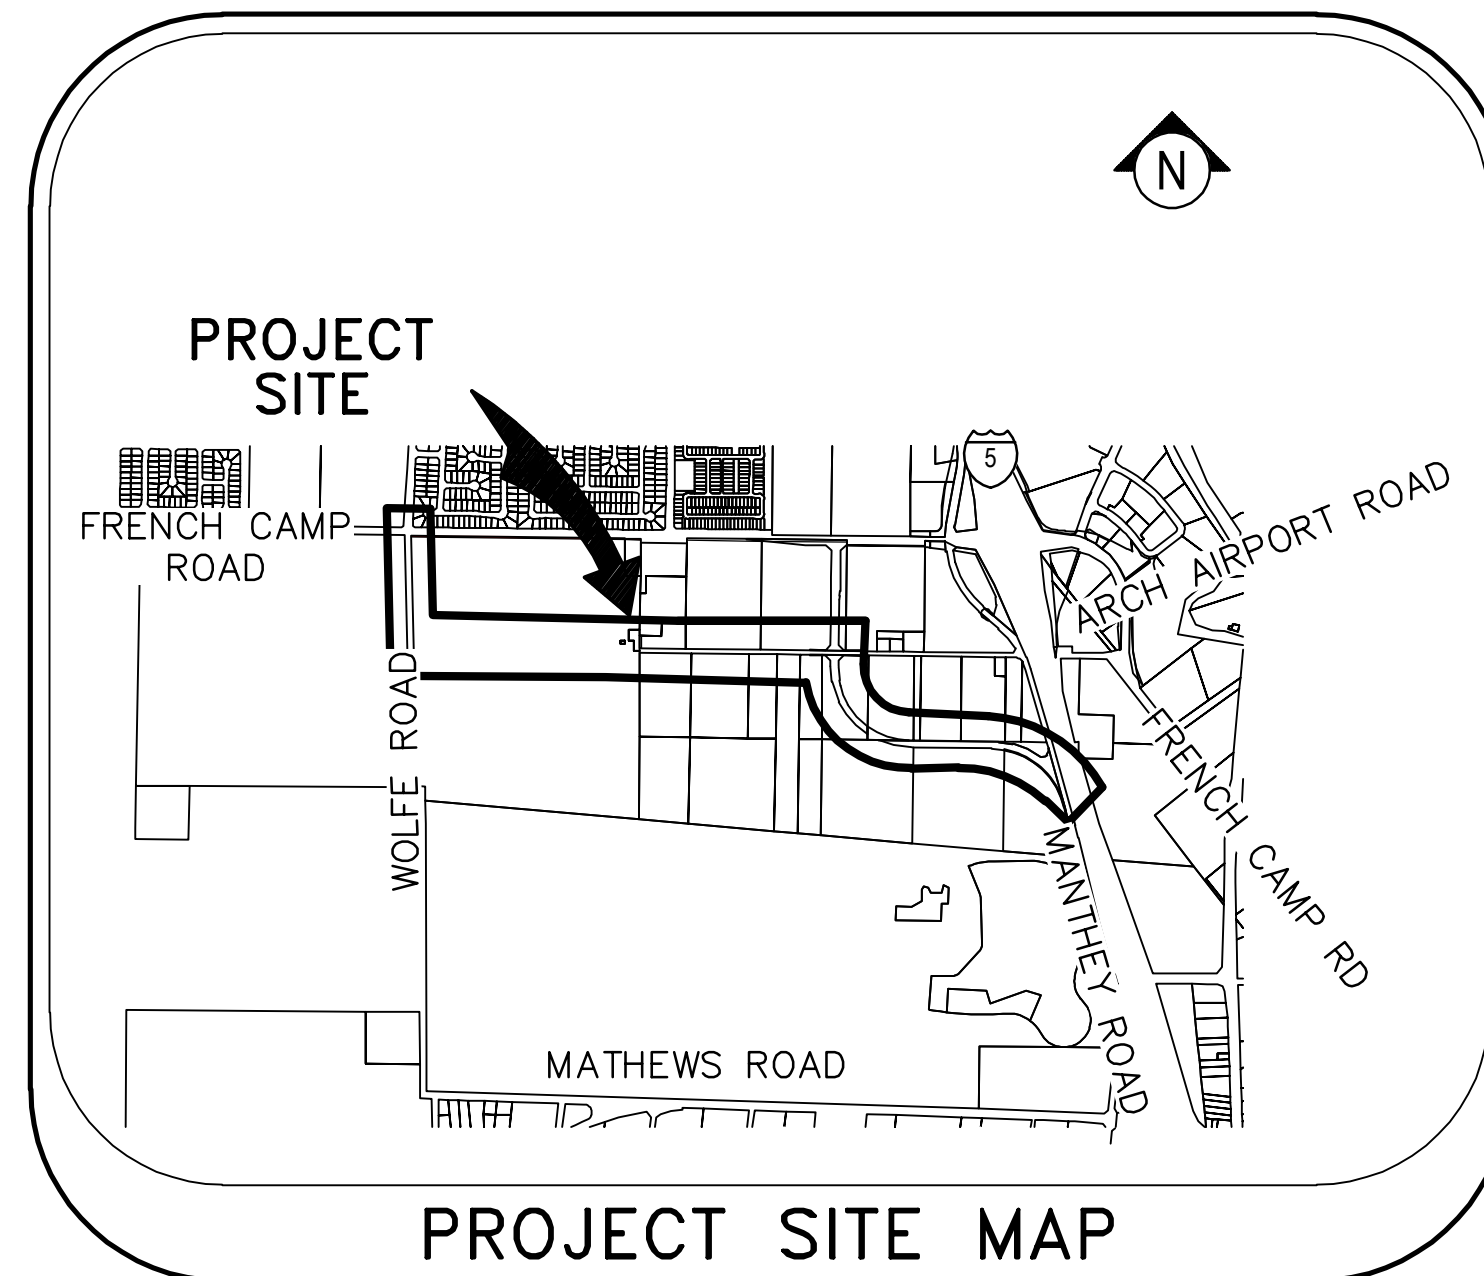 N
PROJECT
SITE
5
FRENCH CAMP
ROAD
ARCH AIRPORT ROAD
WOLFE ROAD
FRENCH CAMP RD
MANTHEY ROAD
MATHEWS ROAD
PROJECT SITE MAP